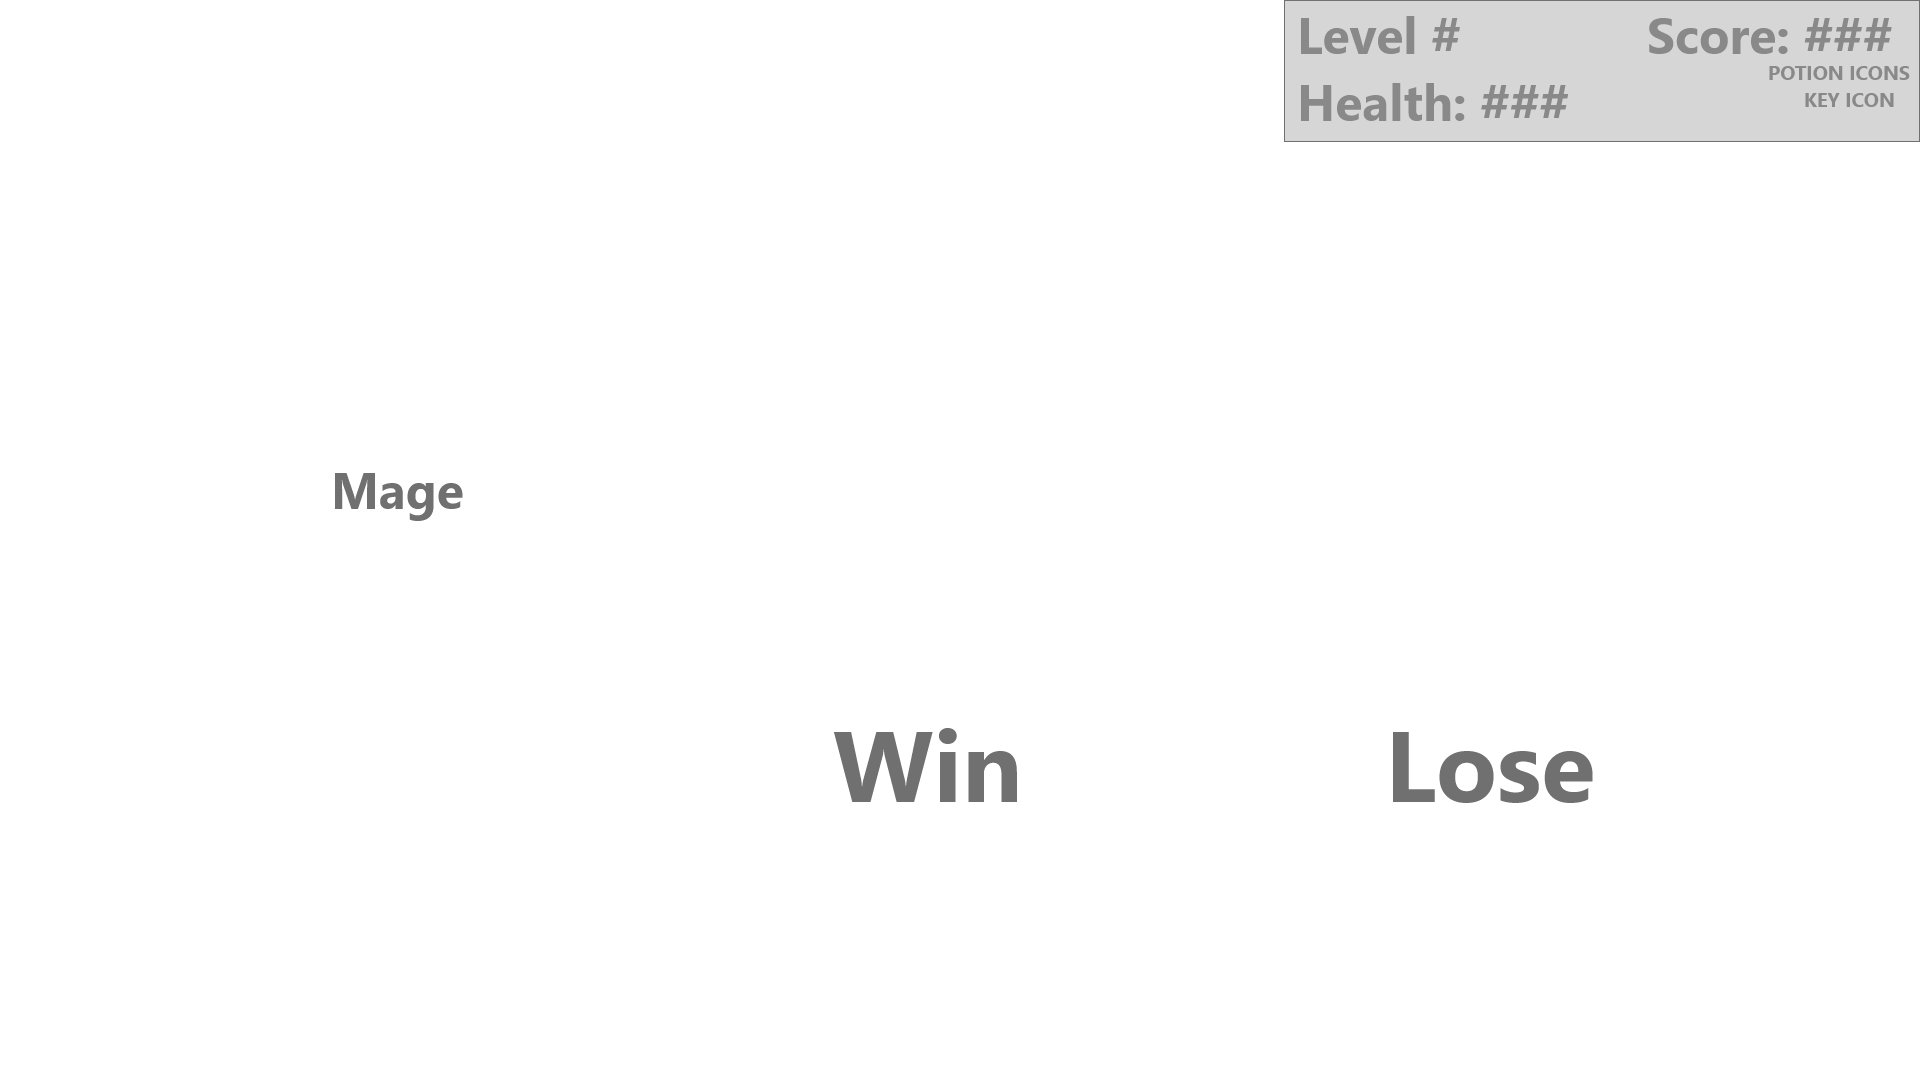 Level #
Score: ###
POTION ICONS
Health: ###
KEY ICON
Mage
Win
Lose